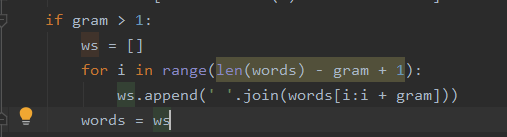 if gram > 1:
    ws = []
    for i in range(len(words) - gram + 1):
        ws.append(' '.join(words[i:i + gram]))
    words = ws